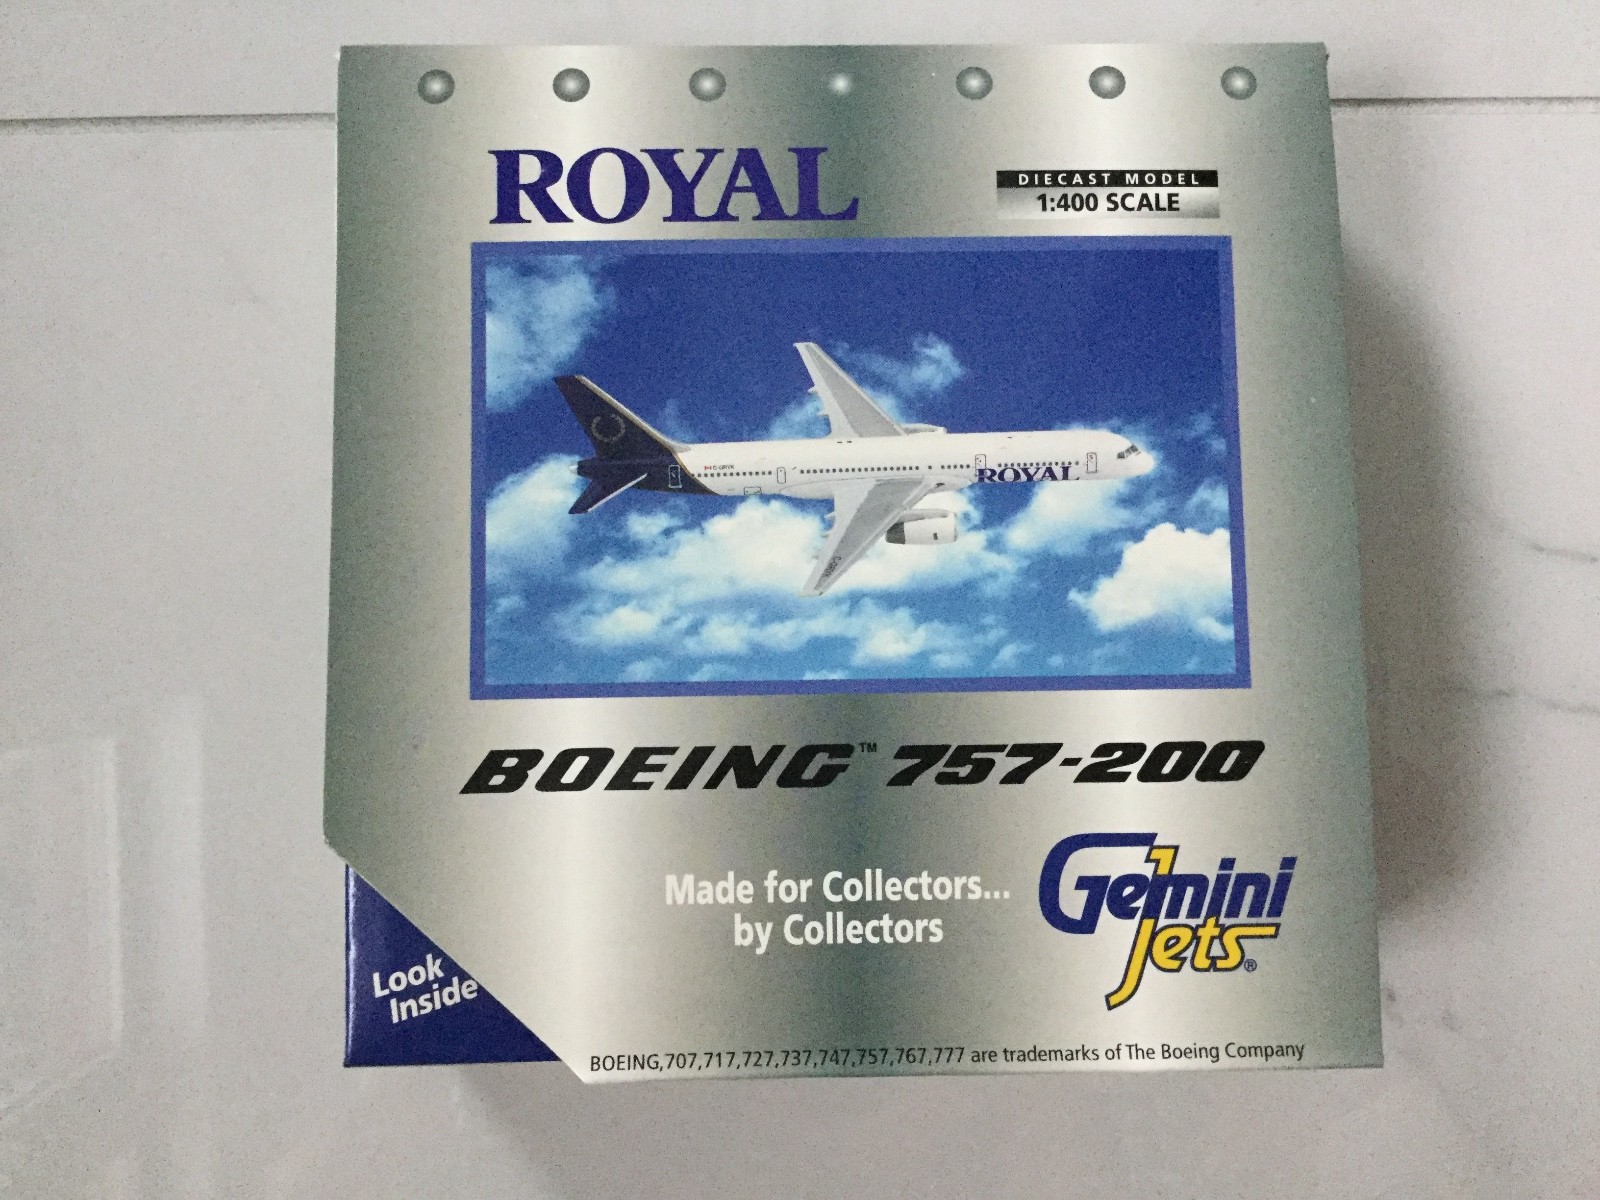 ROYAL
DIECAST MODEL
1:400 SCALE
ROYAL
BOEING™ 757-200
Made for Collectors...
by Collectors
Gemini
Jets®
Look
Inside
BOEING,707,717,727,737,747,757,767,777 are trademarks of The Boeing Company